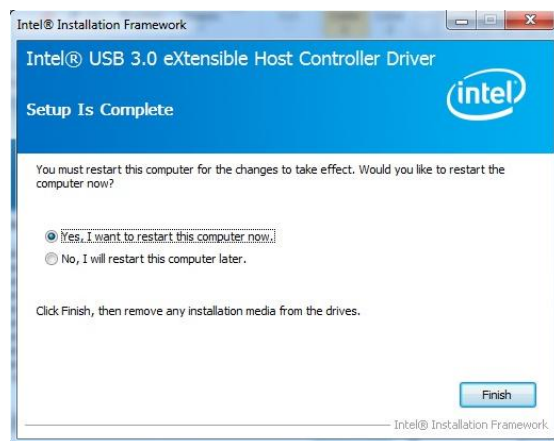 Intel® Installation Framework
Intel® USB 3.0 eXtensible Host Controller Driver
intel
Setup Is Complete
You must restart this computer for the changes to take effect. Would you like to restart the
computer now?
Yes, I want to restart this computer now.
No, I will restart this computer later.
Click Finish, then remove any installation media from the drives.
Finish
Intel® Installation Framework